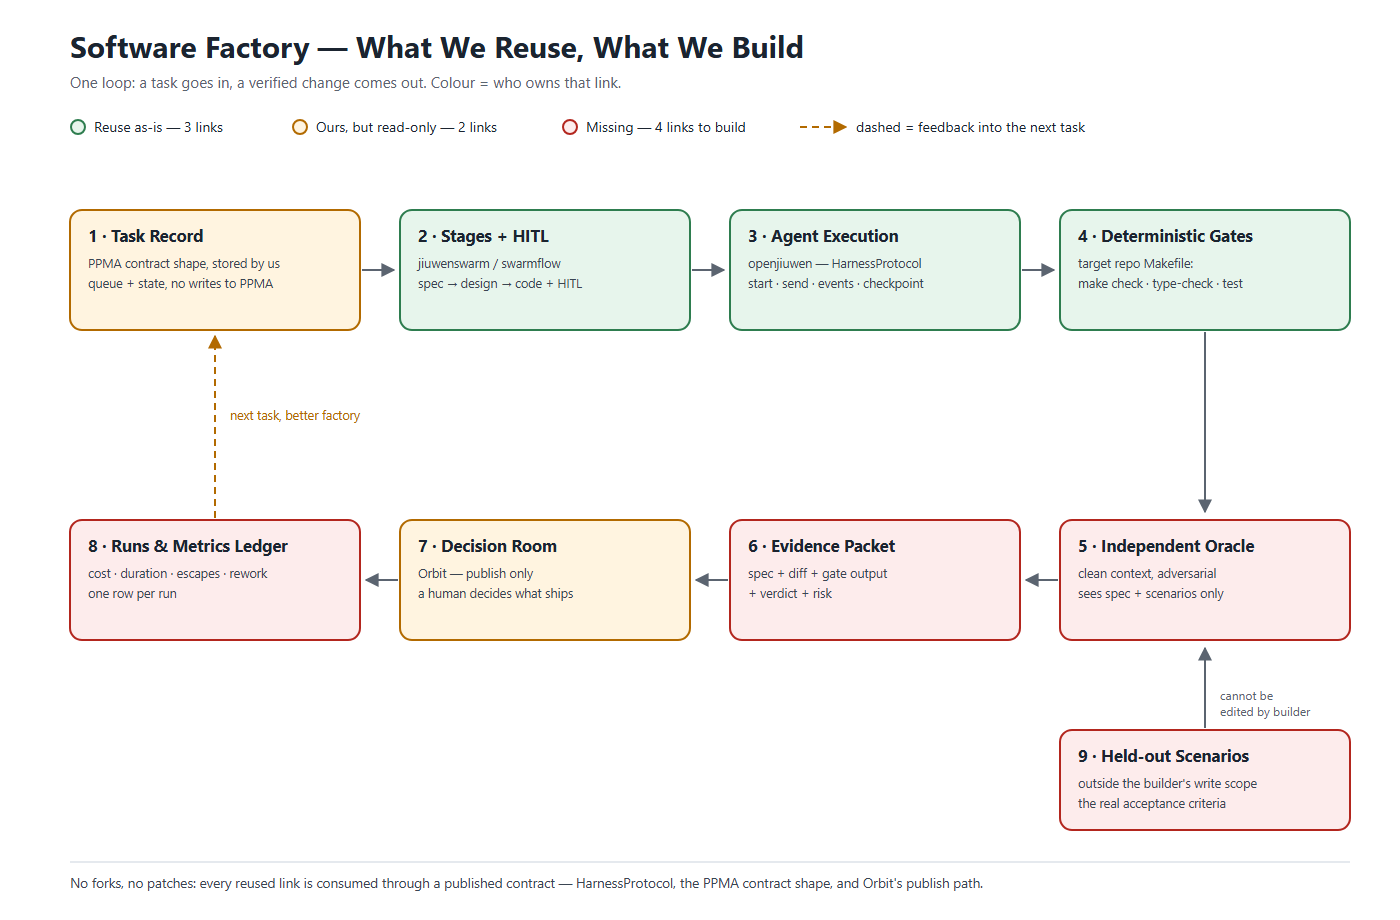 Software Factory — What We Reuse, What We Build
One loop: a task goes in, a verified change comes out. Colour = who owns that link.
Reuse as-is — 3 links
Ours, but read-only — 2 links
Missing — 4 links to build
dashed = feedback into the next task
1 · Task Record
PPMA contract shape, stored by us
queue + state, no writes to PPMA
2 · Stages + HITL
jiuwenswarm / swarmflow
spec → design → code + HITL
3 · Agent Execution
openjiuwen — HarnessProtocol
start · send · events · checkpoint
4 · Deterministic Gates
target repo Makefile:
make check · type-check · test
next task, better factory
8 · Runs & Metrics Ledger
cost · duration · escapes · rework
one row per run
7 · Decision Room
Orbit — publish only
a human decides what ships
6 · Evidence Packet
spec + diff + gate output
+ verdict + risk
5 · Independent Oracle
clean context, adversarial
sees spec + scenarios only
cannot be
edited by builder
9 · Held-out Scenarios
outside the builder's write scope
the real acceptance criteria
No forks, no patches: every reused link is consumed through a published contract — HarnessProtocol, the PPMA contract shape, and Orbit's publish path.